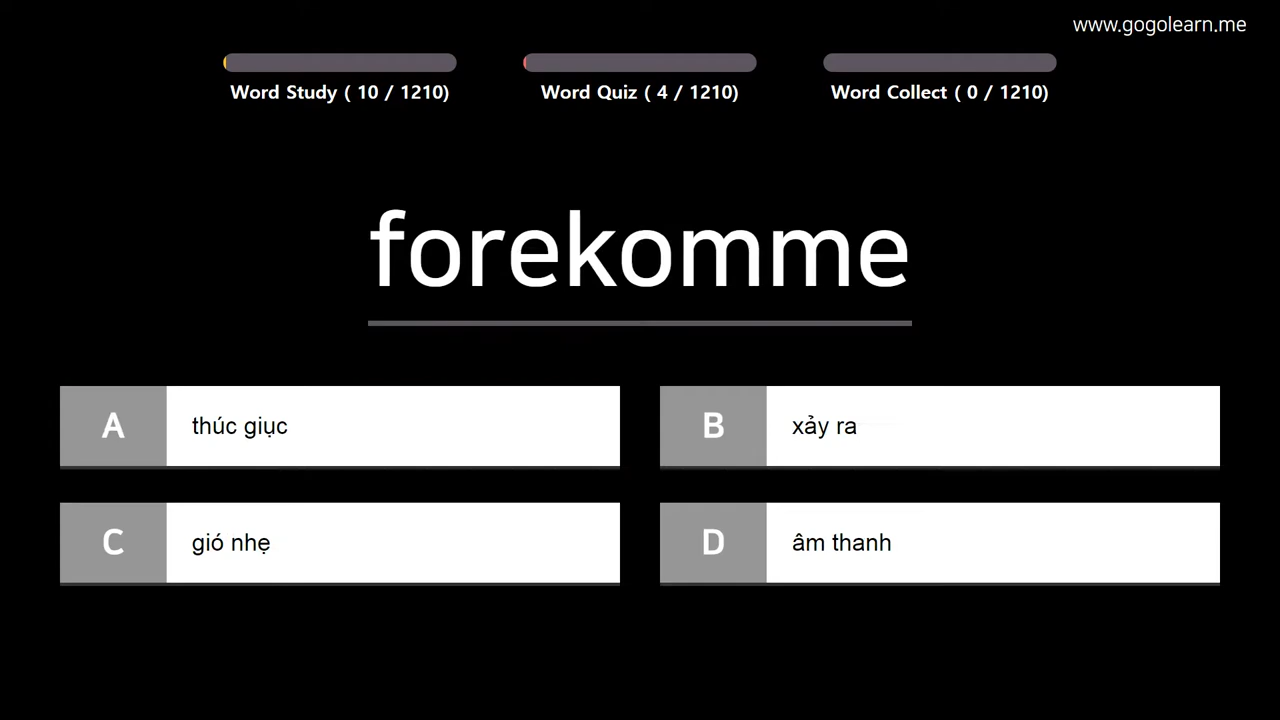 www.gogolearn.me
Word Study ( 10 / 1210)
Word Quiz ( 4 / 1210)
Word Collect ( 0 / 1210)
forekomme
A thúc giục
B xảy ra
C gió nhẹ
D âm thanh